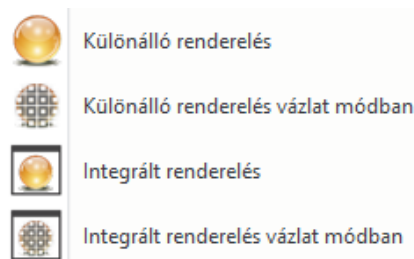 Különálló renderelés
Különálló renderelés vázlat módban
Integrált renderelés
Integrált renderelés vázlat módban